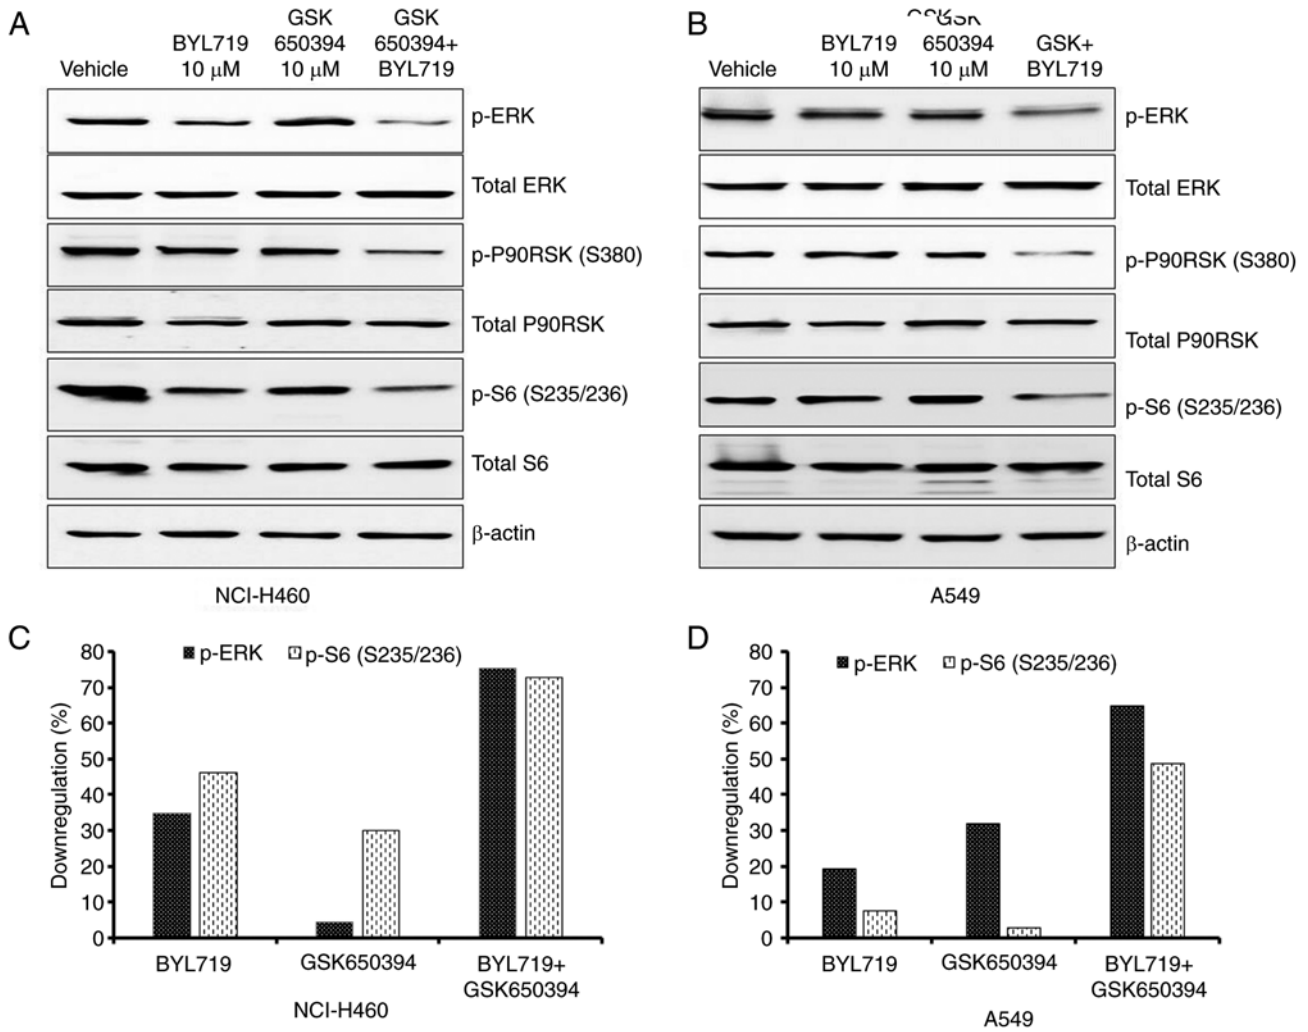 A
Vehicle
BYL719
10 μM
GSK
650394
10 μM
GSK
650394+
BYL719
p-ERK
Total ERK
p-P90RSK (S380)
Total P90RSK
p-S6 (S235/236)
Total S6
β-actin
NCI-H460
B
Vehicle
BYL719
10 μM
GSK
650394
10 μM
GSK+
BYL719
p-ERK
Total ERK
p-P90RSK (S380)
Total P90RSK
p-S6 (S235/236)
Total S6
β-actin
A549
C
p-ERK
p-S6 (S235/236)
Downregulation (%)
80
70
60
50
40
30
20
10
0
BYL719
GSK650394
BYL719+
GSK650394
NCI-H460
D
p-ERK
p-S6 (S235/236)
Downregulation (%)
80
70
60
50
40
30
20
10
0
BYL719
GSK650394
BYL719+
GSK650394
A549